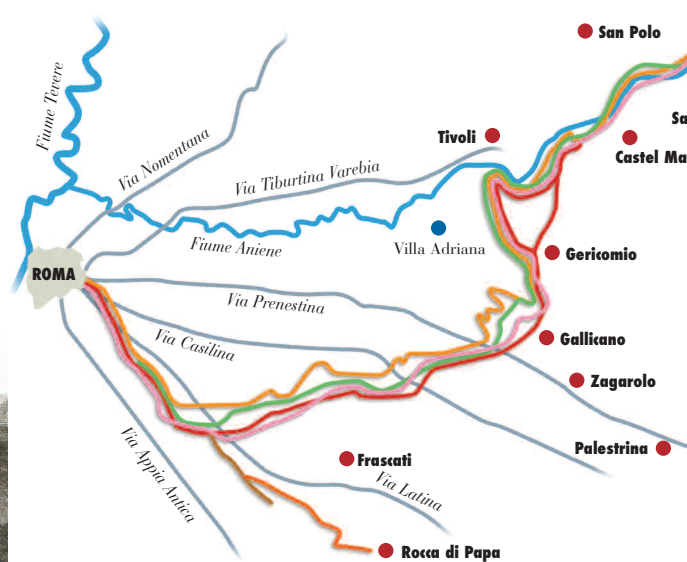 San Polo
Fiume Tevere
Via Nomentana
Sa
Tivoli
Castel Ma
Via Tiburtina Varebia
Fiume Aniene
Villa Adriana
Gericomio
ROMA
Via Prenestina
Via Casilina
Gallicano
Zagarolo
Via Appia Antica
Frascati
Palestrina
Via Latina
Rocca di Papa